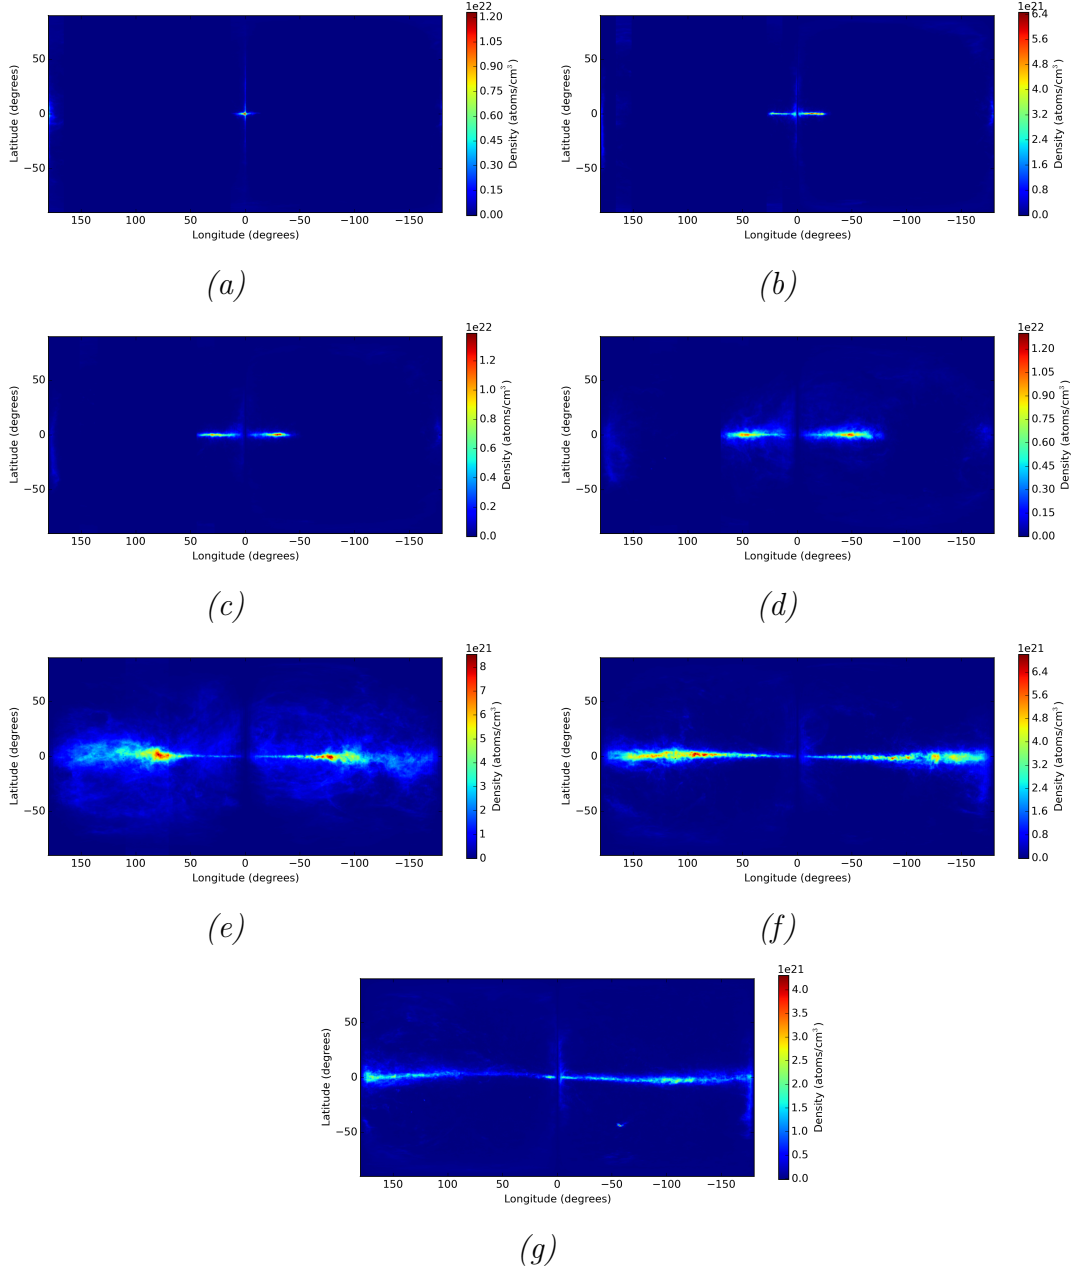 1e22
1.20
1.05
0.90
0.75
0.60
0.45
0.30
0.15
0.00
Density (atoms/cm³)
Latitude (degrees)
50
0
−50
150 100 50 0 −50 −100 −150
Longitude (degrees)
(a)
1e21
6.4
5.6
4.8
4.0
3.2
2.4
1.6
0.8
0.0
Density (atoms/cm³)
Latitude (degrees)
50
0
−50
150 100 50 0 −50 −100 −150
Longitude (degrees)
(b)
1e22
1.2
1.0
0.8
0.6
0.4
0.2
0.0
Density (atoms/cm³)
Latitude (degrees)
50
0
−50
150 100 50 0 −50 −100 −150
Longitude (degrees)
(c)
1e22
1.20
1.05
0.90
0.75
0.60
0.45
0.30
0.15
0.00
Density (atoms/cm³)
Latitude (degrees)
50
0
−50
150 100 50 0 −50 −100 −150
Longitude (degrees)
(d)
1e21
8
7
6
5
4
3
2
1
0
Density (atoms/cm³)
Latitude (degrees)
50
0
−50
150 100 50 0 −50 −100 −150
Longitude (degrees)
(e)
1e21
6.4
5.6
4.8
4.0
3.2
2.4
1.6
0.8
0.0
Density (atoms/cm³)
Latitude (degrees)
50
0
−50
150 100 50 0 −50 −100 −150
Longitude (degrees)
(f)
1e21
4.0
3.5
3.0
2.5
2.0
1.5
1.0
0.5
0.0
Density (atoms/cm³)
Latitude (degrees)
50
0
−50
150 100 50 0 −50 −100 −150
Longitude (degrees)
(g)